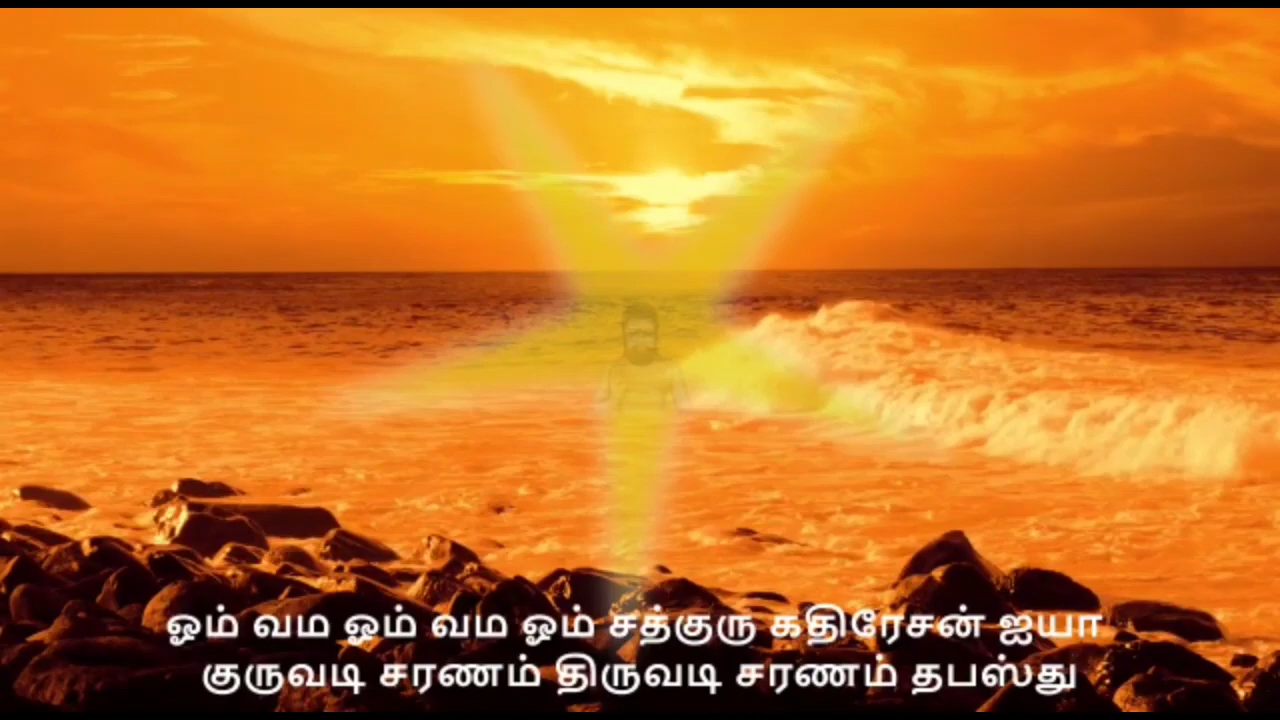 ஓம் வம ஓம் வம ஓம் சத்குரு கதிரேசன் ஐயா
குருவடி சரணம் திருவடி சரணம் தபஸ்து